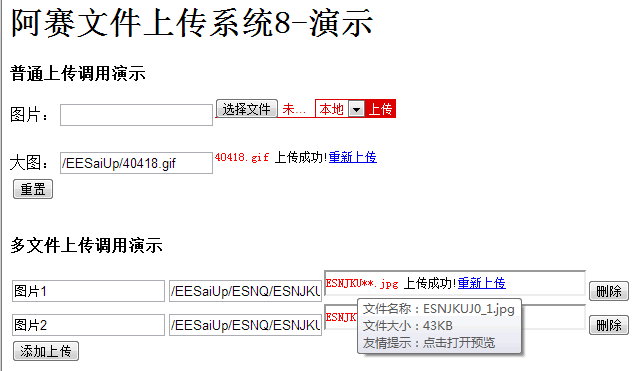 阿赛文件上传系统8-演示
普通上传调用演示
图片： 选择文件 未... 本地 上传
大图： /EESaiUp/40418.gif 40418.gif 上传成功!重新上传
重置
多文件上传调用演示
图片1 /EESaiUp/ESNQ/ESNJKU ESNJKU**.jpg 上传成功!重新上传 删除
图片2 /EESaiUp/ESNQ/ESNJKU ESNJK 删除
文件名称：ESNJKUJ0_1.jpg
文件大小：43KB
友情提示：点击打开预览
添加上传